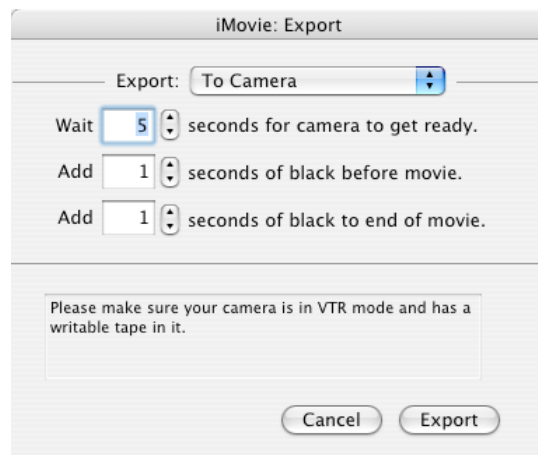 iMovie: Export
Export: To Camera
Wait 5 seconds for camera to get ready.
Add 1 seconds of black before movie.
Add 1 seconds of black to end of movie.
Please make sure your camera is in VTR mode and has a
writable tape in it.
Cancel Export